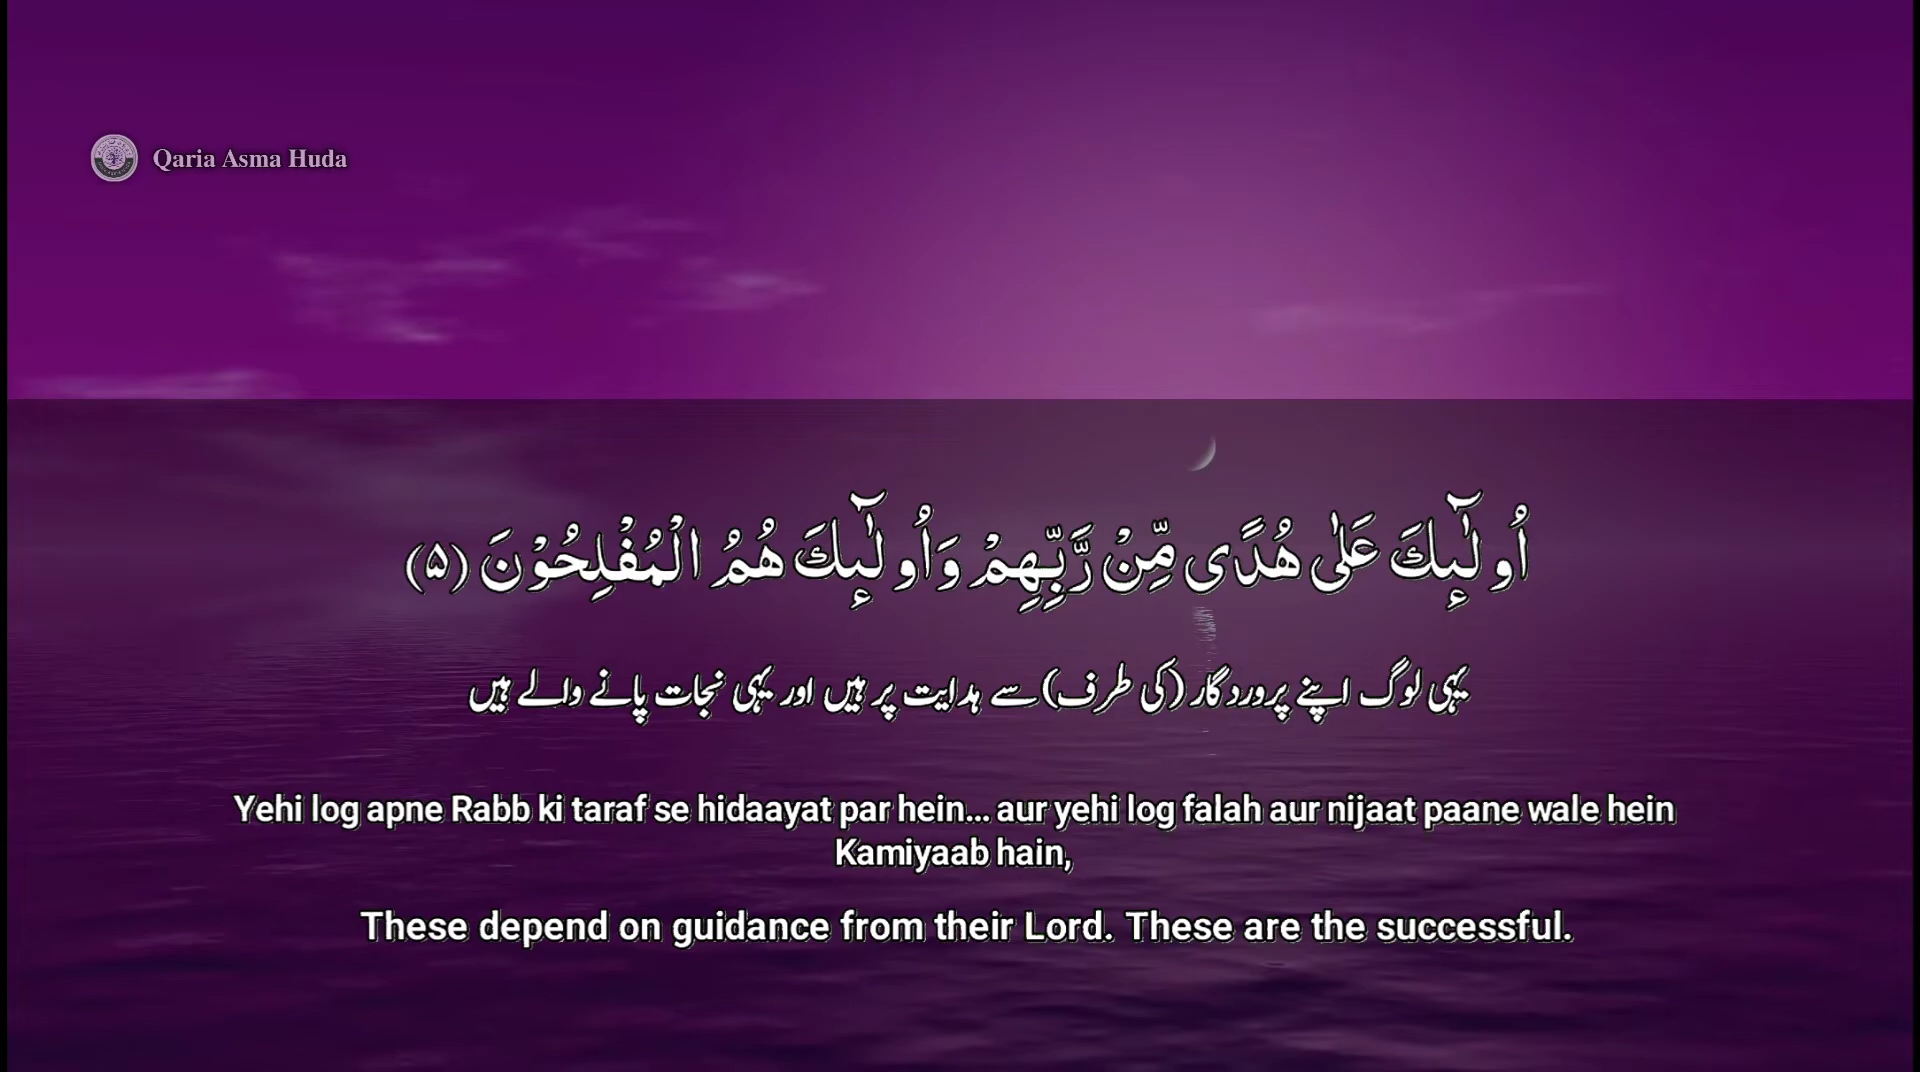 Qaria Asma Huda
اُولٰٓىِٕكَ عَلٰى هُدًى مِّنْ رَّبِّهِمْ وَاُولٰٓىِٕكَ هُمُ الْمُفْلِحُوْنَ (۵)
یہی لوگ اپنے پروردگار (کی طرف) سے ہدایت پر ہیں اور یہی نجات پانے والے ہیں
Yehi log apne Rabb ki taraf se hidaayat par hein... aur yehi log falah aur nijaat paane wale hein
Kamiyaab hain,
These depend on guidance from their Lord. These are the successful.